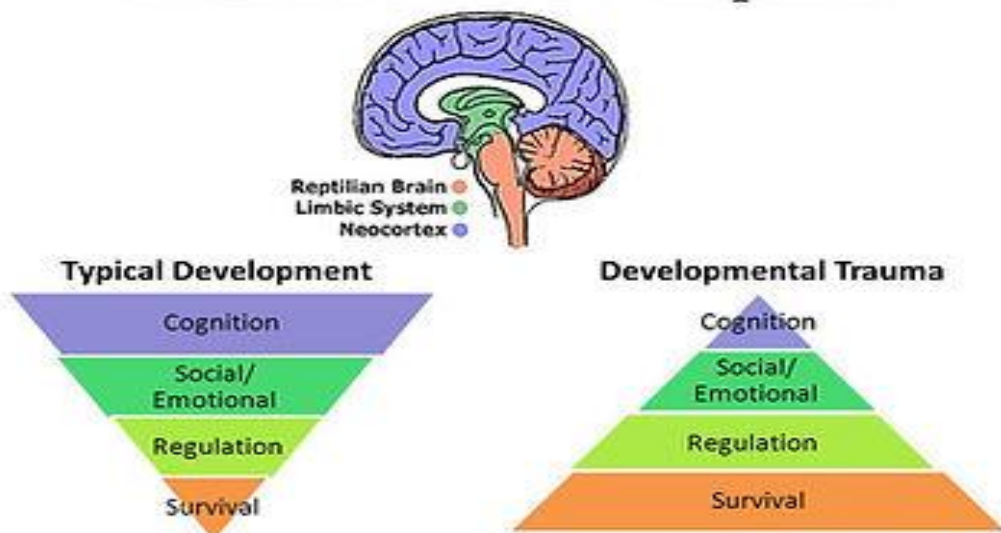 Reptilian Brain
Limbic System
Neocortex
Typical Development
Cognition
Social/
Emotional
Regulation
Survival
Developmental Trauma
Cognition
Social/
Emotional
Regulation
Survival